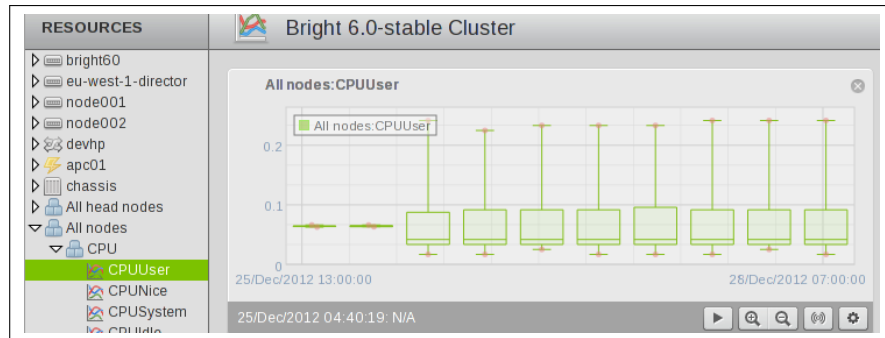 RESOURCES
Bright 6.0-stable Cluster
bright60
eu-west-1-director
node001
node002
devhp
apc01
chassis
All head nodes
All nodes
CPU
CPUUser
CPUNice
CPUSystem
CPUIdle
All nodes:CPUUser
All nodes:CPUUser
0.2
0.1
0
25/Dec/2012 13:00:00
28/Dec/2012 07:00:00
25/Dec/2012 04:40:19: N/A